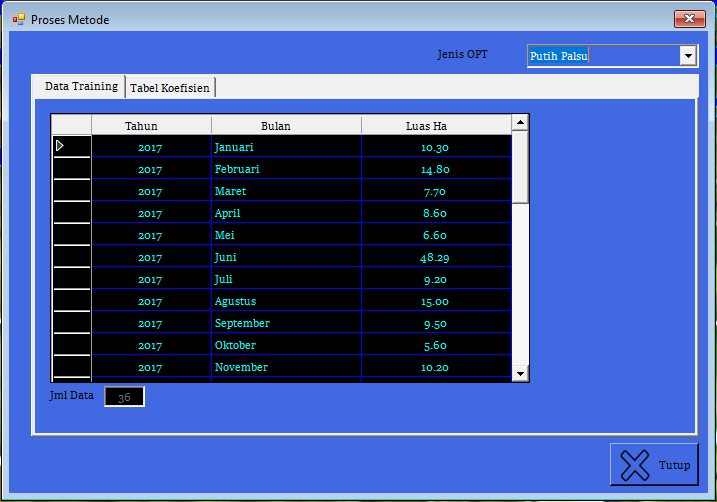 Proses Metode
Jenis OPT Putih Palsu
Data Training Tabel Koefisien
Tahun Bulan Luas Ha
2017 Januari 10.30
2017 Februari 14.80
2017 Maret 7.70
2017 April 8.60
2017 Mei 6.60
2017 Juni 48.29
2017 Juli 9.20
2017 Agustus 15.00
2017 September 9.50
2017 Oktober 5.60
2017 November 10.20
Jml Data 36
Tutup